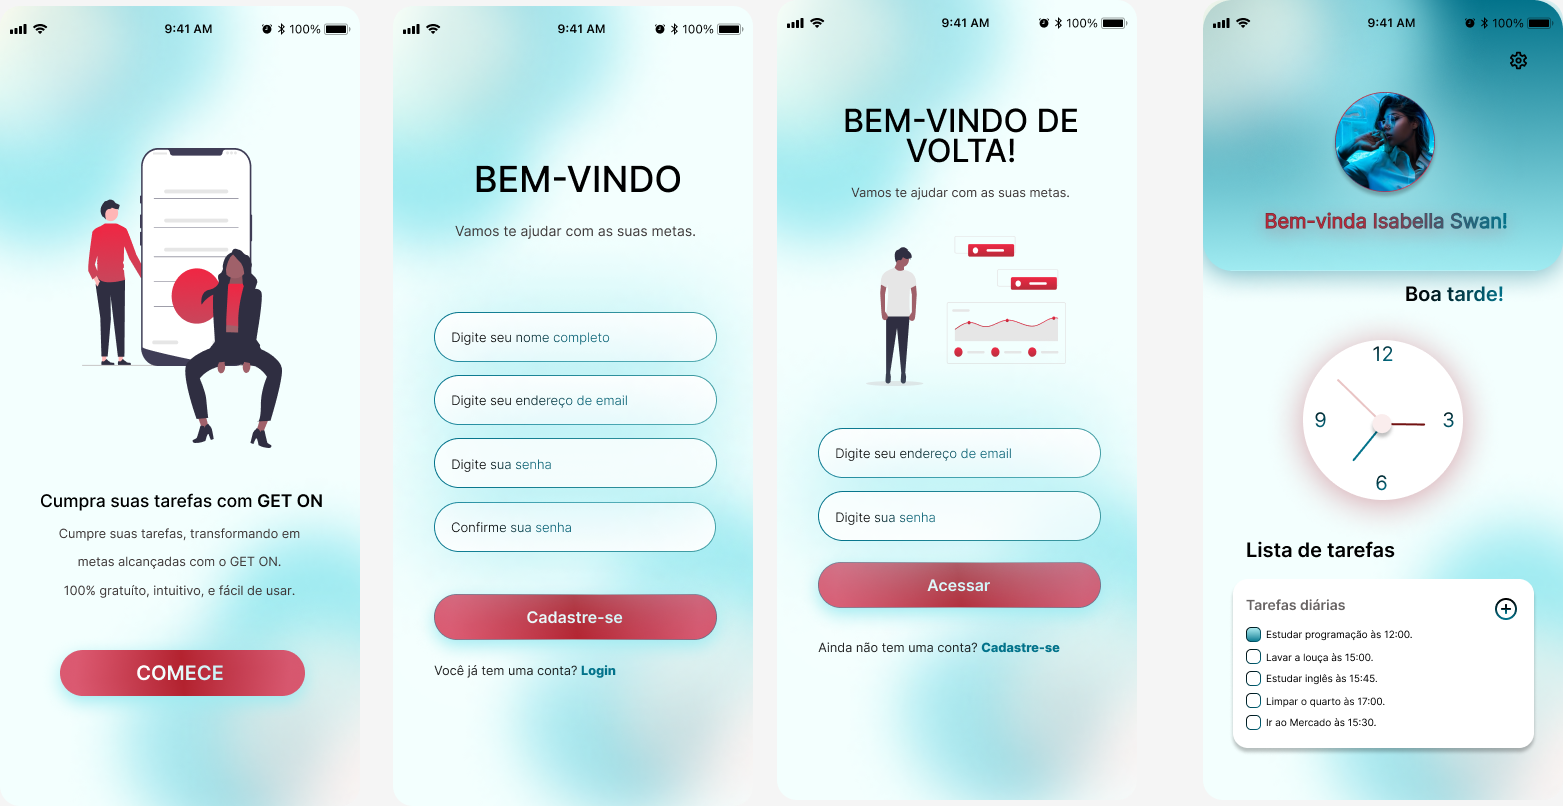 9:41 AM
100%
Cumpra suas tarefas com GET ON
Cumpre suas tarefas, transformando em
metas alcançadas com o GET ON.
100% gratuíto, intuitivo, e fácil de usar.
COMECE
9:41 AM
100%
BEM-VINDO
Vamos te ajudar com as suas metas.
Digite seu nome completo
Digite seu endereço de email
Digite sua senha
Confirme sua senha
Cadastre-se
Você já tem uma conta? Login
9:41 AM
100%
BEM-VINDO DE
VOLTA!
Vamos te ajudar com as suas metas.
Digite seu endereço de email
Digite sua senha
Acessar
Ainda não tem uma conta? Cadastre-se
9:41 AM
100%
Bem-vinda Isabella Swan!
Boa tarde!
12
9
3
6
Lista de tarefas
Tarefas diárias
Estudar programação às 12:00.
Lavar a louça às 15:00.
Estudar inglês às 15:45.
Limpar o quarto às 17:00.
Ir ao Mercado às 15:30.